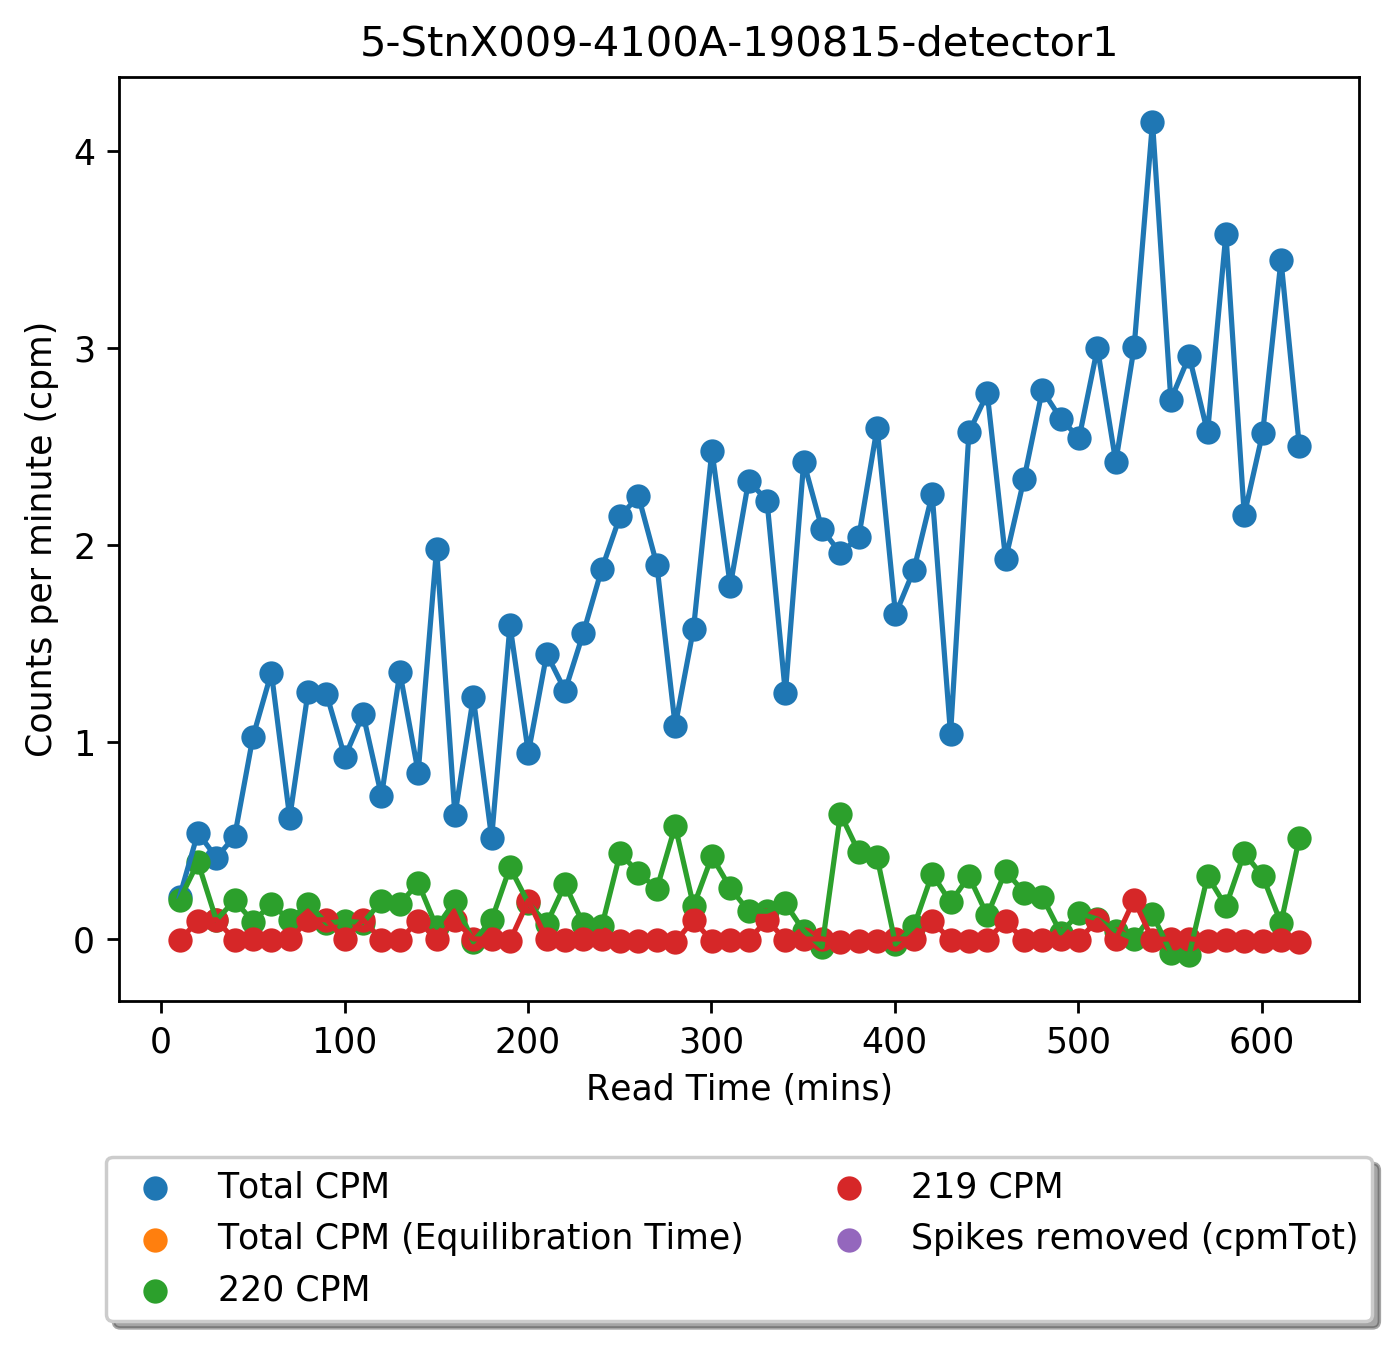 5-StnX009-4100A-190815-detector1
4
3
2
1
0
Counts per minute (cpm)
0 100 200 300 400 500 600
Read Time (mins)
Total CPM
Total CPM (Equilibration Time)
220 CPM
219 CPM
Spikes removed (cpmTot)